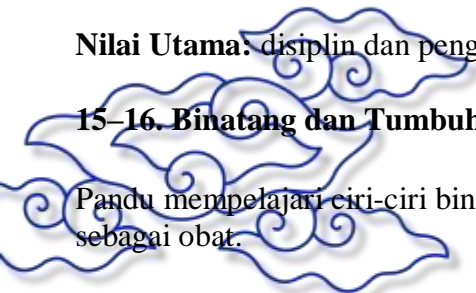 Nilai Utama: disiplin dan peng
15–16. Binatang dan Tumbuh
Pandu mempelajari ciri-ciri bin
sebagai obat.